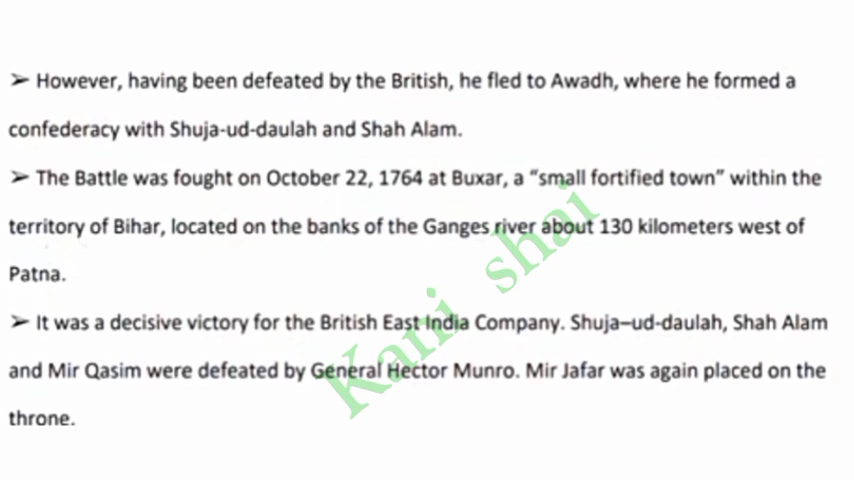 ➢ However, having been defeated by the British, he fled to Awadh, where he formed a
confederacy with Shuja-ud-daulah and Shah Alam.
➢ The Battle was fought on October 22, 1764 at Buxar, a “small fortified town” within the
territory of Bihar, located on the banks of the Ganges river about 130 kilometers west of
Patna.
➢ It was a decisive victory for the British East India Company. Shuja–ud-daulah, Shah Alam
and Mir Qasim were defeated by General Hector Munro. Mir Jafar was again placed on the
throne.
Kani shai